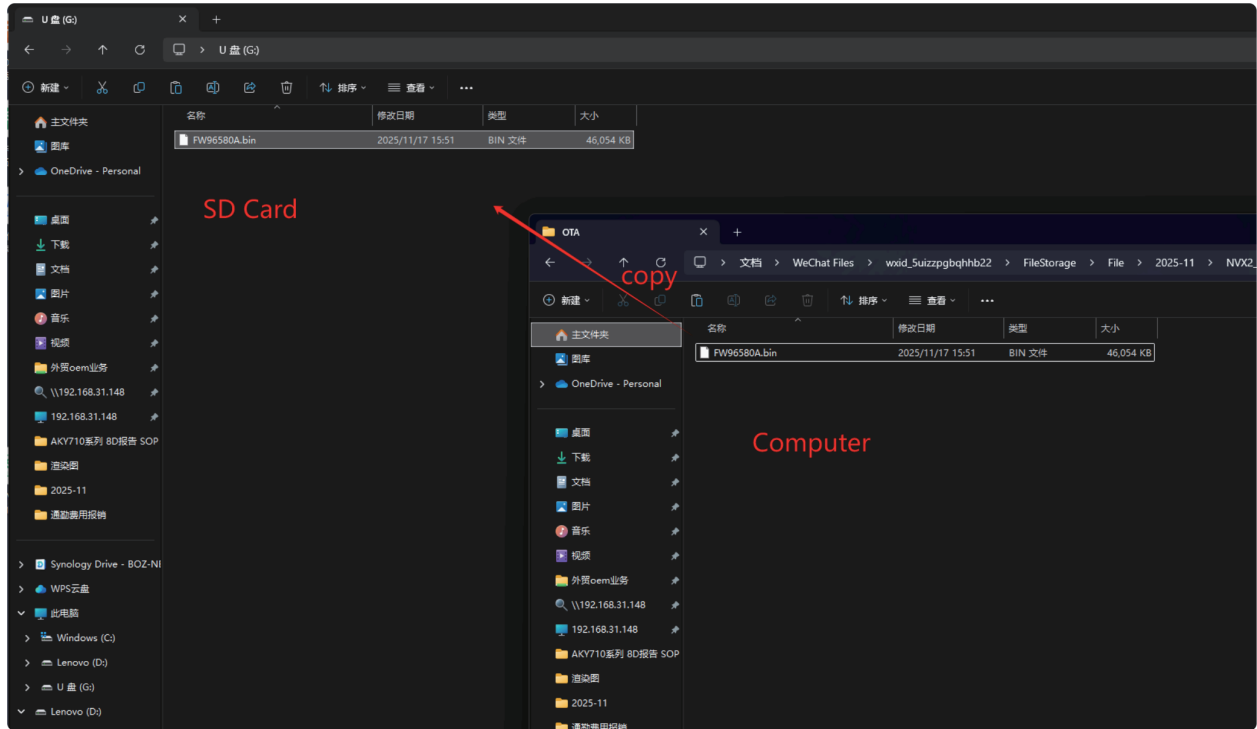 U 盘 (G:)
U 盘 (G:)
新建
排序
查看
名称
修改日期
类型
大小
FW96580A.bin
2025/11/17 15:51
BIN 文件
46,054 KB
主文件夹
图库
OneDrive - Personal
桌面
下载
文档
图片
音乐
视频
外贸oem业务
\\192.168.31.148
192.168.31.148
AKY710系列 8D报告 SOP
渲染图
2025-11
通勤费用报销
Synology Drive - BOZ-NE
WPS云盘
此电脑
Windows (C:)
Lenovo (D:)
U 盘 (G:)
Lenovo (D:)
SD Card
copy
OTA
文档
WeChat Files
wxid_5uizzpgbqhhb22
FileStorage
File
2025-11
NVX2_
新建
排序
查看
名称
修改日期
类型
大小
FW96580A.bin
2025/11/17 15:51
BIN 文件
46,054 KB
主文件夹
图库
OneDrive - Personal
桌面
下载
文档
图片
音乐
视频
外贸oem业务
\\192.168.31.148
192.168.31.148
AKY710系列 8D报告 SOP
渲染图
2025-11
通勤费用报销
Computer